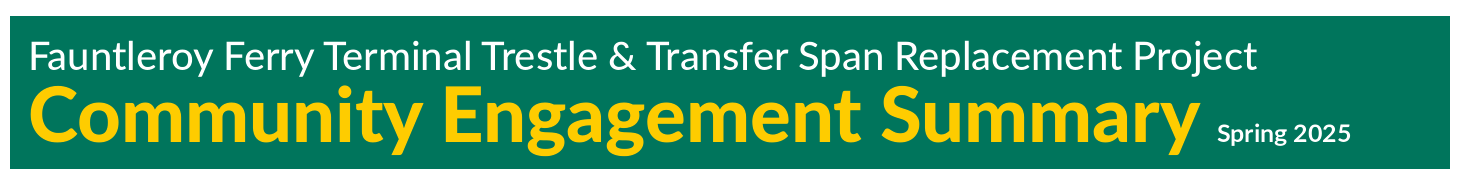 Fauntleroy Ferry Terminal Trestle & Transfer Span Replacement Project
Community Engagement Summary Spring 2025